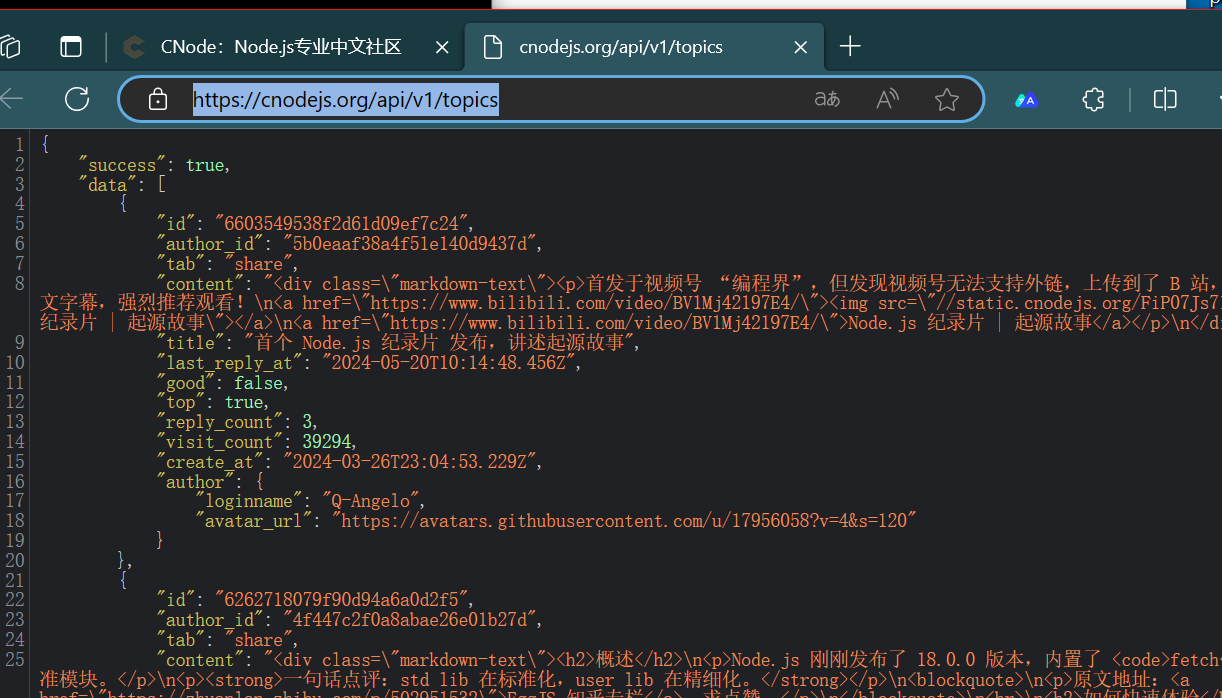 CNode：Node.js专业中文社区
cnodejs.org/api/v1/topics
https://cnodejs.org/api/v1/topics
1 {
2 "success": true,
3 "data": [
4 {
5 "id": "6603549538f2d61d09ef7c24",
6 "author_id": "5b0eaaf38a4f51e140d9437d",
7 "tab": "share",
8 "content": "<div class=\"markdown-text\"><p>首发于视频号 “编程界”，但发现视频号无法支持外链，上传到了 B 站，
文字幕，强烈推荐观看！\n<a href=\"https://www.bilibili.com/video/BV1Mj42197E4/\"><img src=\"//static.cnodejs.org/FiP07Js7
纪录片 | 起源故事\"></a>\n<a href=\"https://www.bilibili.com/video/BV1Mj42197E4/\">Node.js 纪录片 | 起源故事</a></p>\n</di
9 "title": "首个 Node.js 纪录片 发布，讲述起源故事",
10 "last_reply_at": "2024-05-20T10:14:48.456Z",
11 "good": false,
12 "top": true,
13 "reply_count": 3,
14 "visit_count": 39294,
15 "create_at": "2024-03-26T23:04:53.229Z",
16 "author": {
17 "loginname": "Q-Angelo",
18 "avatar_url": "https://avatars.githubusercontent.com/u/17956058?v=4&s=120"
19 }
20 },
21 {
22 "id": "6262718079f90d94a6a0d2f5",
23 "author_id": "4f447c2f0a8abae26e01b27d",
24 "tab": "share",
25 "content": "<div class=\"markdown-text\"><h2>概述</h2>\n<p>Node.js 刚刚发布了 18.0.0 版本，内置了 <code>fetch
准模块。</p>\n<p><strong>一句话点评：std lib 在标准化，user lib 在精细化。</strong></p>\n<blockquote>\n<p>原文地址：<a